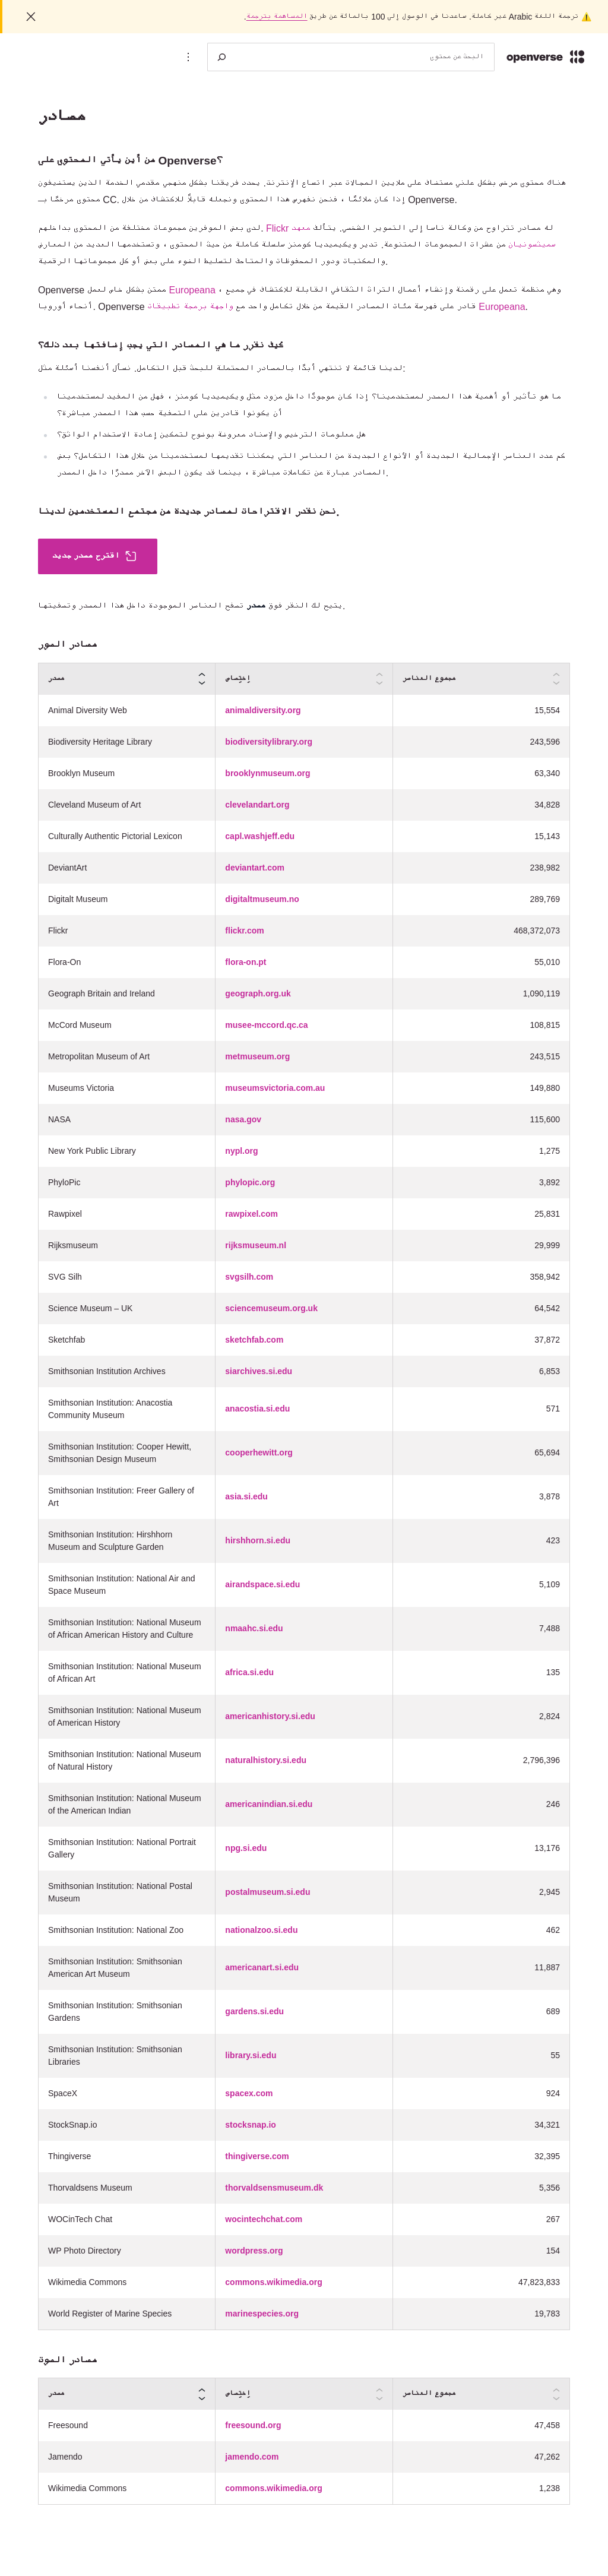 ⚠️ ترجمة اللغة Arabic غير كاملة. ساعدنا في الوصول إلى 100 بالمائة عن طريق المساهمة بترجمة.
openverse
البحث عن محتوى
مصادر
من أين يأتي المحتوى على Openverse؟
هناك محتوى مرخص بشكل علني مستضاف على ملايين المجالات عبر اتساع الإنترنت. يحدد فريقنا بشكل منهجي مقدمي الخدمة الذين يستضيفون
محتوى مرخصًا بـ CC. إذا كان ملائمًا ، فنحن نفهرس هذا المحتوى ونجعله قابلاً للاكتشاف من خلال Openverse.
لدى بعض الموفرين مجموعات مختلفة من المحتوى بداخلهم. Flickr له مصادر تتراوح من وكالة ناسا إلى التصوير الشخصي. يتألف معهد
سميثسونيان من عشرات المجموعات المتنوعة. تدير ويكيميديا كومنز سلسلة كاملة من حيث المحتوى ، وتستخدمها العديد من المعارض
والمكتبات ودور المحفوظات والمتاحف لتسليط الضوء على بعض أو كل مجموعاتها الرقمية.
Openverse ممتن بشكل خاص لعمل Europeana ، وهي منظمة تعمل على رقمنة وإنشاء أعمال التراث الثقافي القابلة للاكتشاف في جميع
أنحاء أوروبا. Openverse قادر على فهرسة مئات المصادر القيمة من خلال تكامل واحد مع واجهة برمجة تطبيقات Europeana.
كيف نقرر ما هي المصادر التي يجب إضافتها بعد ذلك؟
لدينا قائمة لا تنتهي أبدًا بالمصادر المحتملة للبحث قبل التكامل. نسأل أنفسنا أسئلة مثل:
ما هو تأثير أو أهمية هذا المصدر لمستخدمينا؟ إذا كان موجودًا داخل مزود مثل ويكيميديا كومنز ، فهل من المفيد لمستخدمينا
أن يكونوا قادرين على التصفية حسب هذا المصدر مباشرة؟
هل معلومات الترخيص والإسناد معروضة بوضوح لتمكين إعادة الاستخدام الواثق؟
كم عدد العناصر الإجمالية الجديدة أو الأنواع الجديدة من العناصر التي يمكننا تقديمها لمستخدمينا من خلال هذا التكامل؟ بعض
المصادر عبارة عن تكاملات مباشرة ، بينما قد يكون البعض الآخر مصدرًا داخل المصدر.
نحن نقدر الاقتراحات لمصادر جديدة من مجتمع المستخدمين لدينا.
اقترح مصدر جديد
يتيح لك النقر فوق مصدر تصفح العناصر الموجودة داخل هذا المصدر وتصفيتها.
مصادر الصور
مصدر	إختِصاص	مجموع العناصر
Animal Diversity Web	animaldiversity.org	15,554
Biodiversity Heritage Library	biodiversitylibrary.org	243,596
Brooklyn Museum	brooklynmuseum.org	63,340
Cleveland Museum of Art	clevelandart.org	34,828
Culturally Authentic Pictorial Lexicon	capl.washjeff.edu	15,143
DeviantArt	deviantart.com	238,982
Digitalt Museum	digitaltmuseum.no	289,769
Flickr	flickr.com	468,372,073
Flora-On	flora-on.pt	55,010
Geograph Britain and Ireland	geograph.org.uk	1,090,119
McCord Museum	musee-mccord.qc.ca	108,815
Metropolitan Museum of Art	metmuseum.org	243,515
Museums Victoria	museumsvictoria.com.au	149,880
NASA	nasa.gov	115,600
New York Public Library	nypl.org	1,275
PhyloPic	phylopic.org	3,892
Rawpixel	rawpixel.com	25,831
Rijksmuseum	rijksmuseum.nl	29,999
SVG Silh	svgsilh.com	358,942
Science Museum – UK	sciencemuseum.org.uk	64,542
Sketchfab	sketchfab.com	37,872
Smithsonian Institution Archives	siarchives.si.edu	6,853
Smithsonian Institution: Anacostia
Community Museum	anacostia.si.edu	571
Smithsonian Institution: Cooper Hewitt,
Smithsonian Design Museum	cooperhewitt.org	65,694
Smithsonian Institution: Freer Gallery of
Art	asia.si.edu	3,878
Smithsonian Institution: Hirshhorn
Museum and Sculpture Garden	hirshhorn.si.edu	423
Smithsonian Institution: National Air and
Space Museum	airandspace.si.edu	5,109
Smithsonian Institution: National Museum
of African American History and Culture	nmaahc.si.edu	7,488
Smithsonian Institution: National Museum
of African Art	africa.si.edu	135
Smithsonian Institution: National Museum
of American History	americanhistory.si.edu	2,824
Smithsonian Institution: National Museum
of Natural History	naturalhistory.si.edu	2,796,396
Smithsonian Institution: National Museum
of the American Indian	americanindian.si.edu	246
Smithsonian Institution: National Portrait
Gallery	npg.si.edu	13,176
Smithsonian Institution: National Postal
Museum	postalmuseum.si.edu	2,945
Smithsonian Institution: National Zoo	nationalzoo.si.edu	462
Smithsonian Institution: Smithsonian
American Art Museum	americanart.si.edu	11,887
Smithsonian Institution: Smithsonian
Gardens	gardens.si.edu	689
Smithsonian Institution: Smithsonian
Libraries	library.si.edu	55
SpaceX	spacex.com	924
StockSnap.io	stocksnap.io	34,321
Thingiverse	thingiverse.com	32,395
Thorvaldsens Museum	thorvaldsensmuseum.dk	5,356
WOCinTech Chat	wocintechchat.com	267
WP Photo Directory	wordpress.org	154
Wikimedia Commons	commons.wikimedia.org	47,823,833
World Register of Marine Species	marinespecies.org	19,783
مصادر الصوت
مصدر	إختِصاص	مجموع العناصر
Freesound	freesound.org	47,458
Jamendo	jamendo.com	47,262
Wikimedia Commons	commons.wikimedia.org	1,238